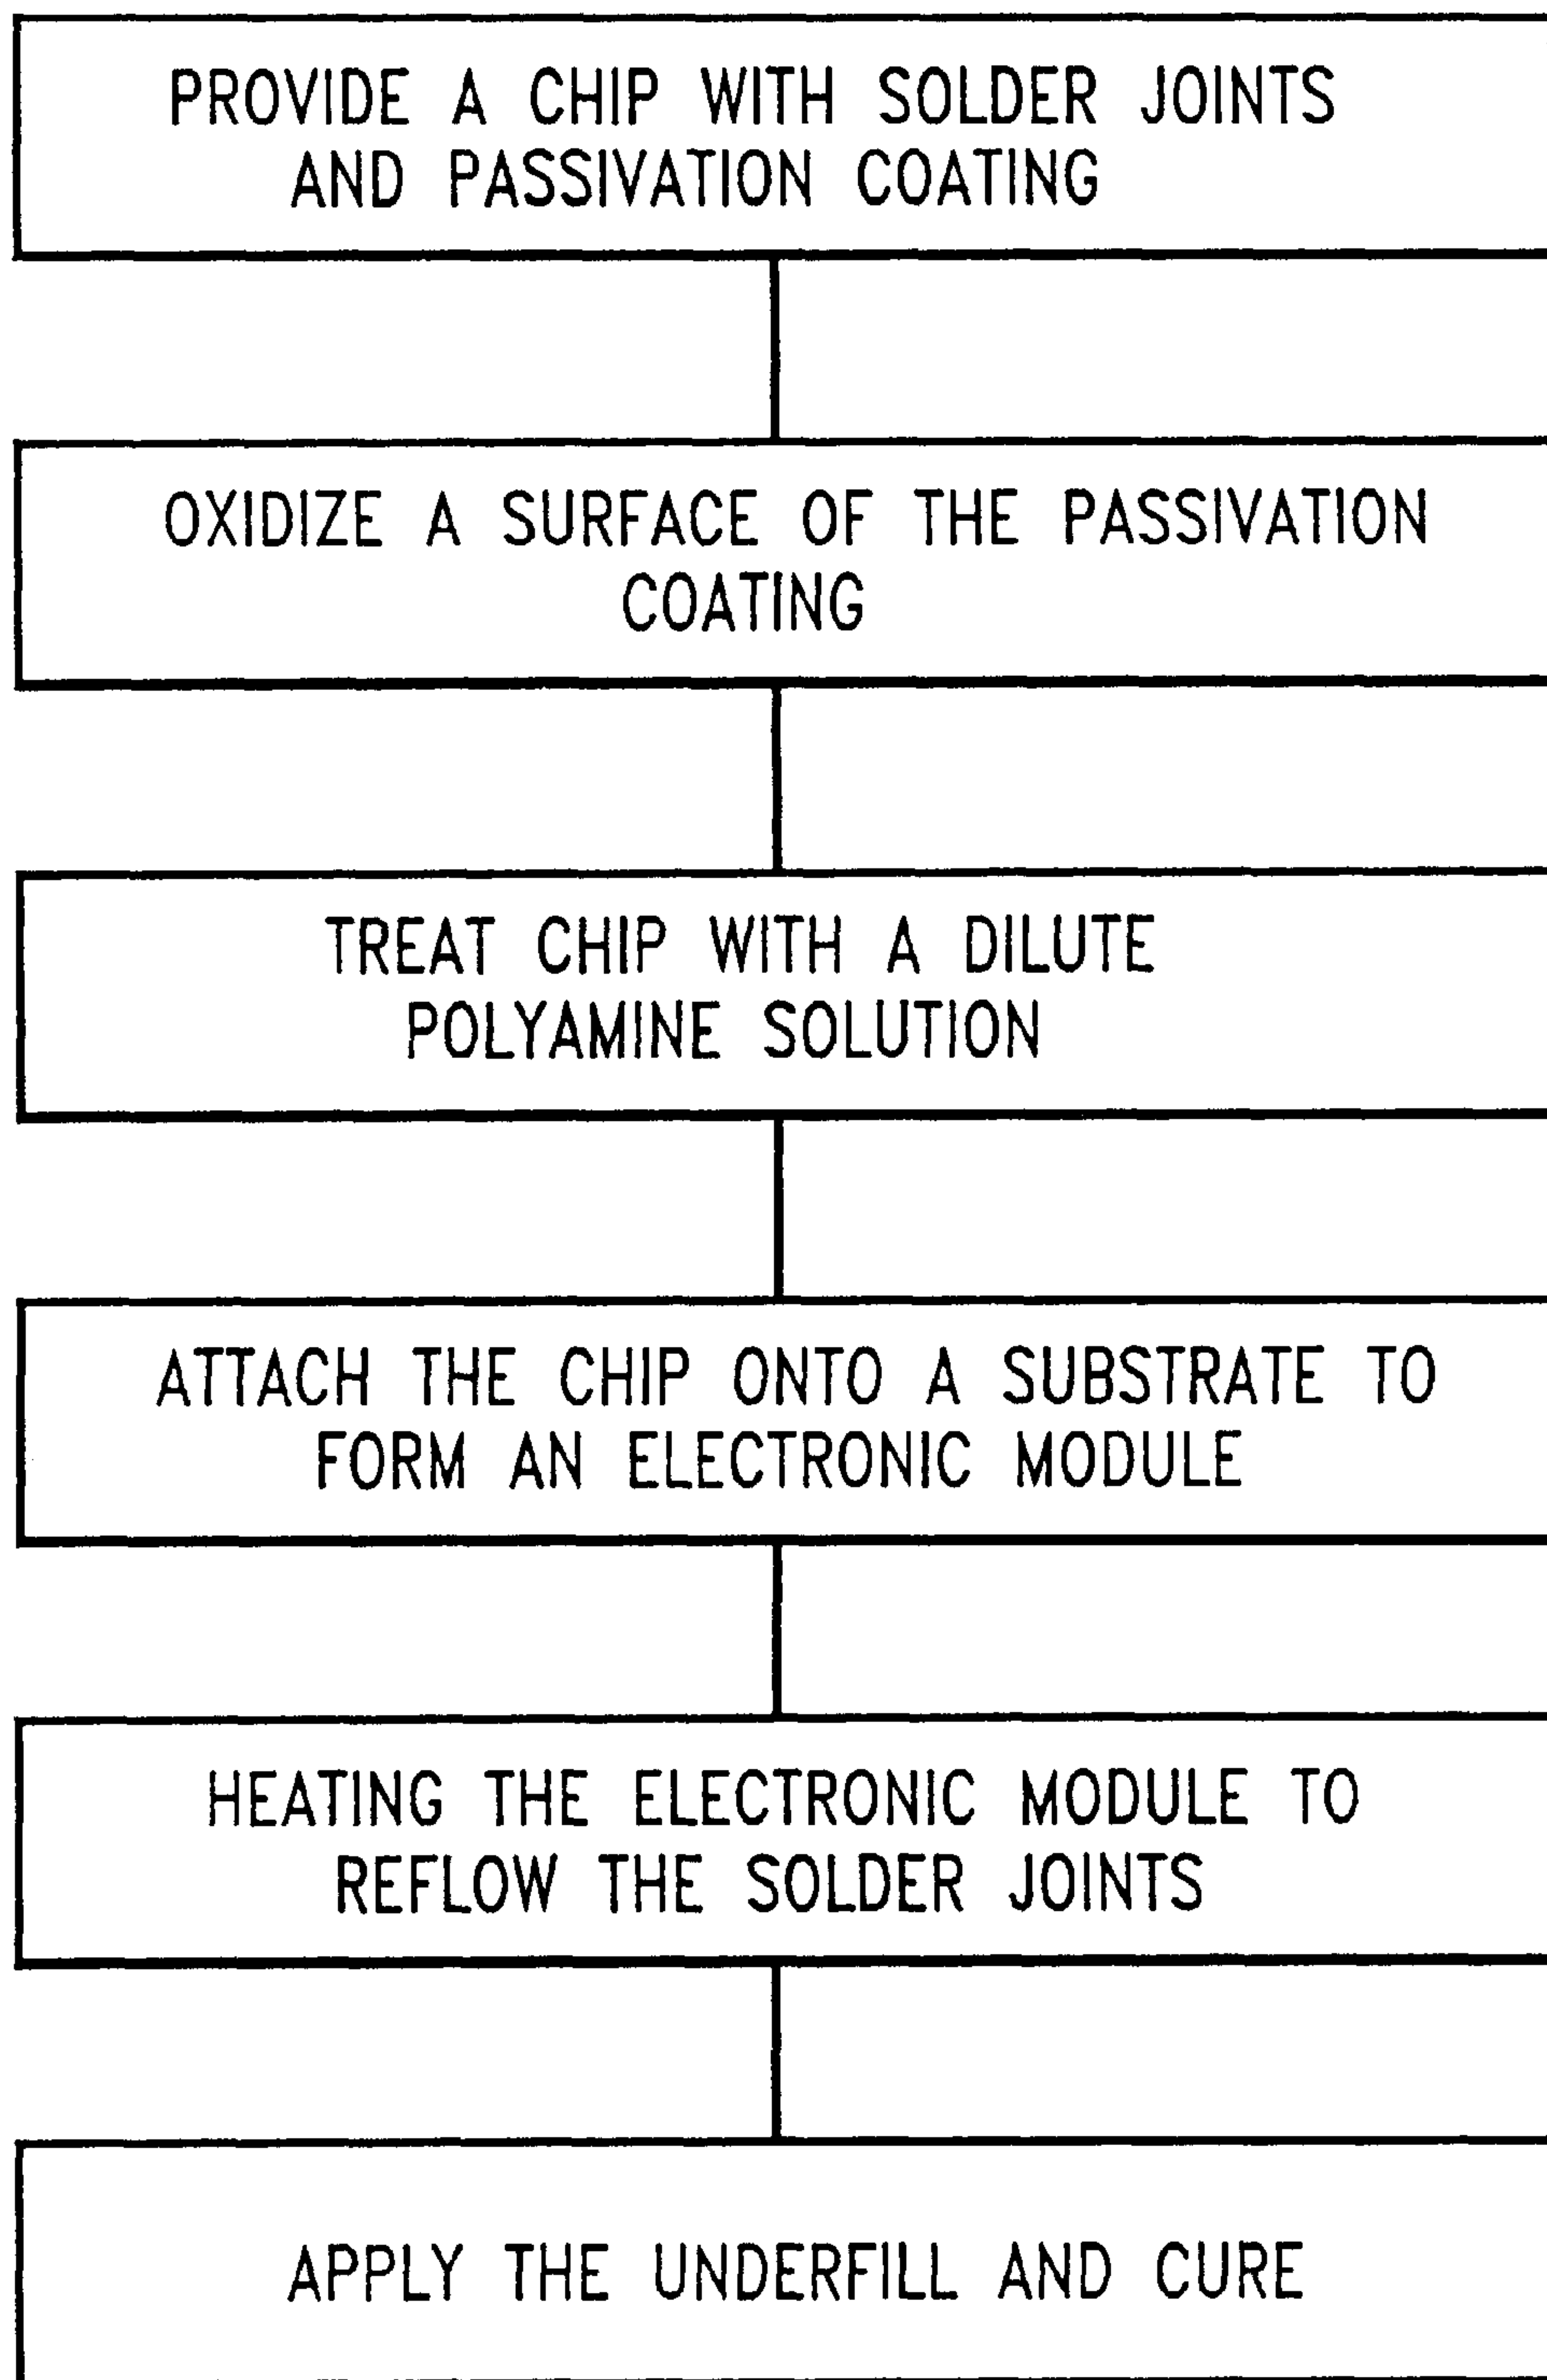 PROVIDE A CHIP WITH SOLDER JOINTS
AND PASSIVATION COATING
OXIDIZE A SURFACE OF THE PASSIVATION
COATING
TREAT CHIP WITH A DILUTE
POLYAMINE SOLUTION
ATTACH THE CHIP ONTO A SUBSTRATE TO
FORM AN ELECTRONIC MODULE
HEATING THE ELECTRONIC MODULE TO
REFLOW THE SOLDER JOINTS
APPLY THE UNDERFILL AND CURE